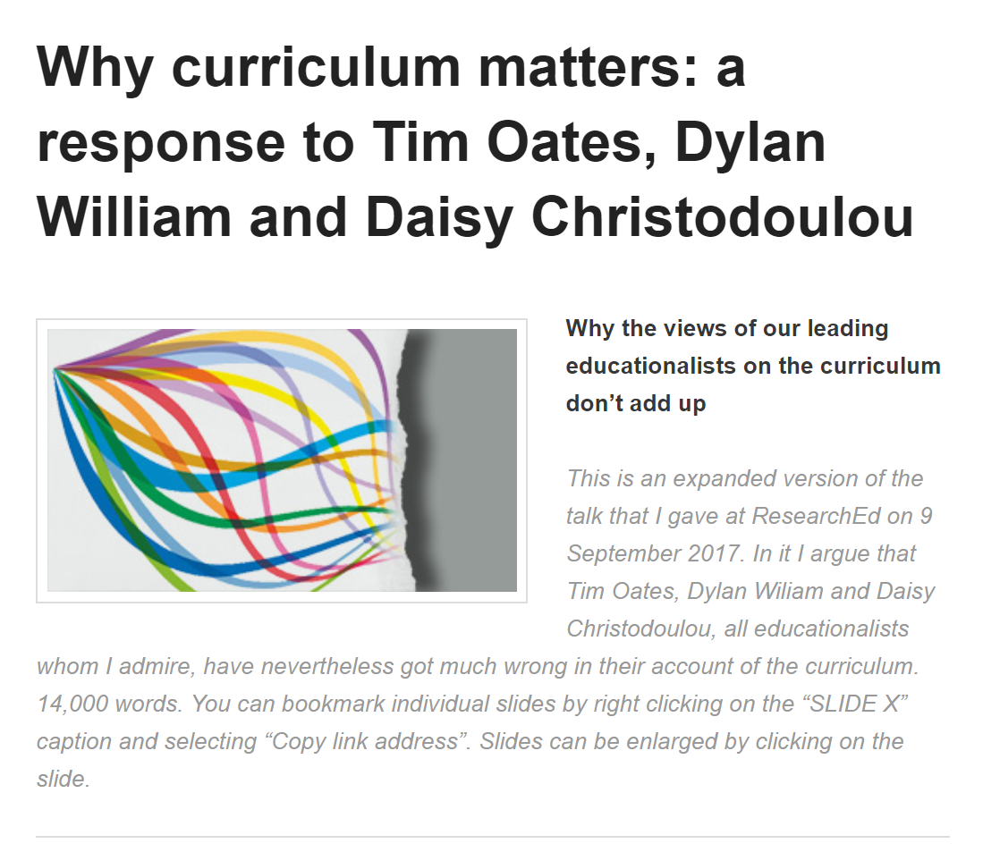 Why curriculum matters: a
response to Tim Oates, Dylan
William and Daisy Christodoulou
Why the views of our leading
educationalists on the curriculum
don’t add up
This is an expanded version of the
talk that I gave at ResearchEd on 9
September 2017. In it I argue that
Tim Oates, Dylan Wiliam and Daisy
Christodoulou, all educationalists
whom I admire, have nevertheless got much wrong in their account of the curriculum.
14,000 words. You can bookmark individual slides by right clicking on the “SLIDE X”
caption and selecting “Copy link address”. Slides can be enlarged by clicking on the
slide.